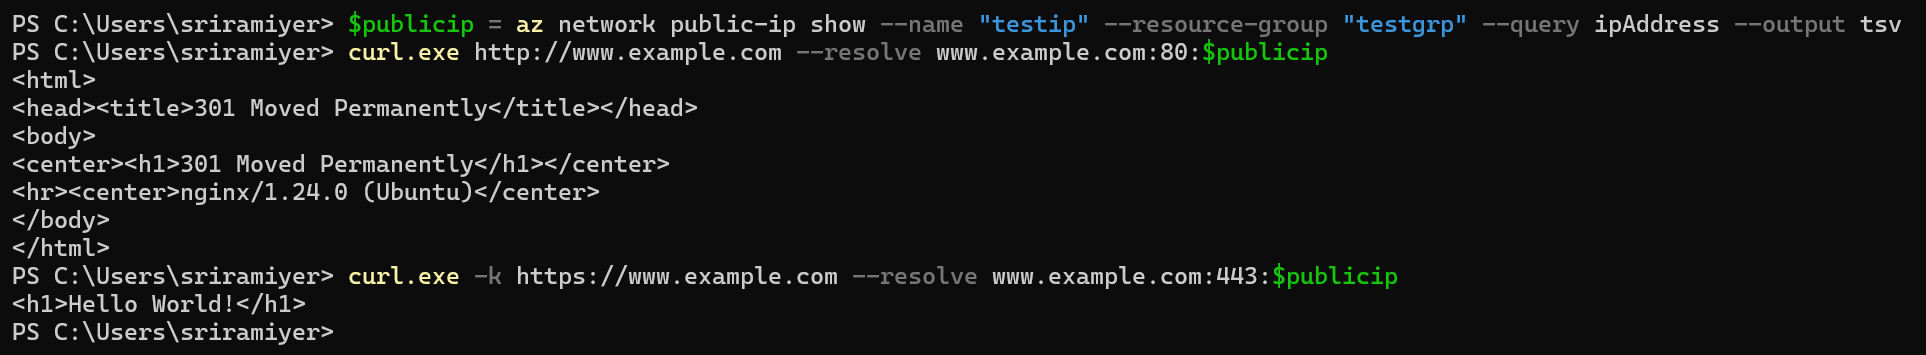 PS C:\Users\sriramiyer> $publicip = az network public-ip show --name "testip" --resource-group "testgrp" --query ipAddress --output tsv
PS C:\Users\sriramiyer> curl.exe http://www.example.com --resolve www.example.com:80:$publicip
<html>
<head><title>301 Moved Permanently</title></head>
<body>
<center><h1>301 Moved Permanently</h1></center>
<hr><center>nginx/1.24.0 (Ubuntu)</center>
</body>
</html>
PS C:\Users\sriramiyer> curl.exe -k https://www.example.com --resolve www.example.com:443:$publicip
<h1>Hello World!</h1>
PS C:\Users\sriramiyer>